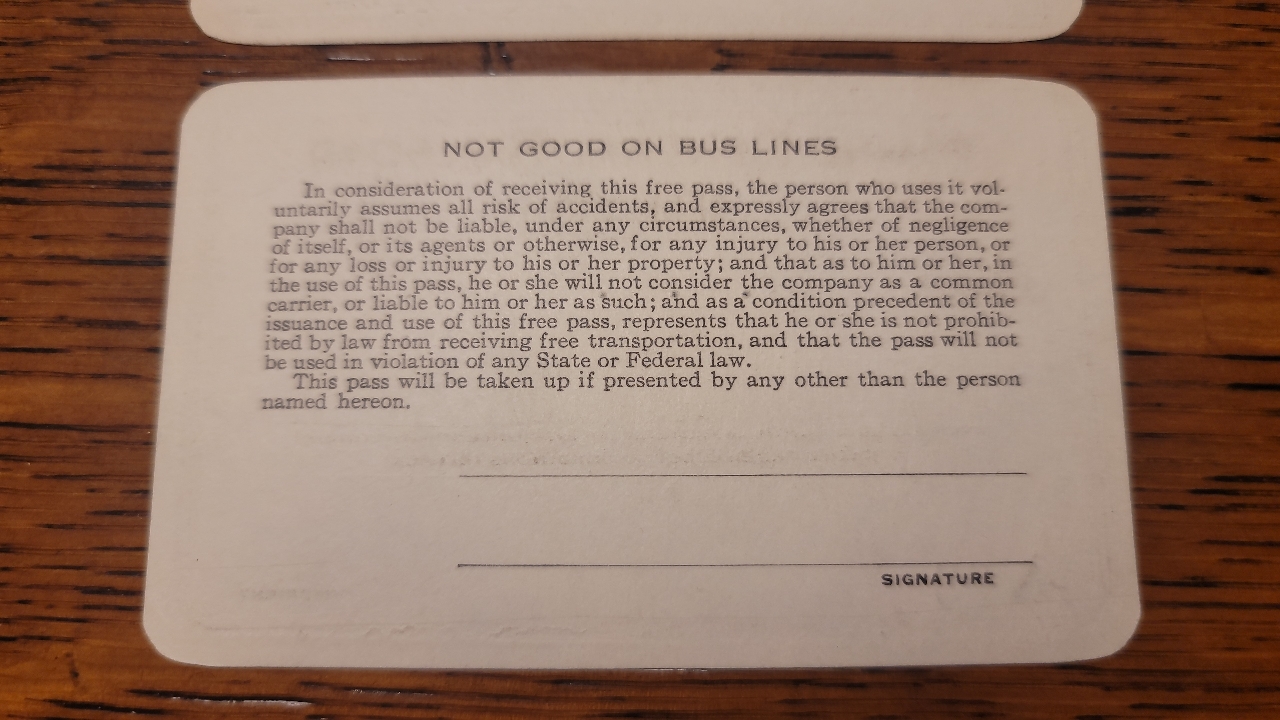 NOT GOOD ON BUS LINES
In consideration of receiving this free pass, the person who uses it vol-
untarily assumes all risk of accidents, and expressly agrees that the com-
pany shall not be liable, under any circumstances, whether of negligence
of itself, or its agents or otherwise, for any injury to his or her person, or
for any loss or injury to his or her property; and that as to him or her, in
the use of this pass, he or she will not consider the company as a common
carrier, or liable to him or her as such; and as a condition precedent of the
issuance and use of this free pass, represents that he or she is not prohib-
ited by law from receiving free transportation, and that the pass will not
be used in violation of any State or Federal law.
This pass will be taken up if presented by any other than the person
named hereon.
SIGNATURE